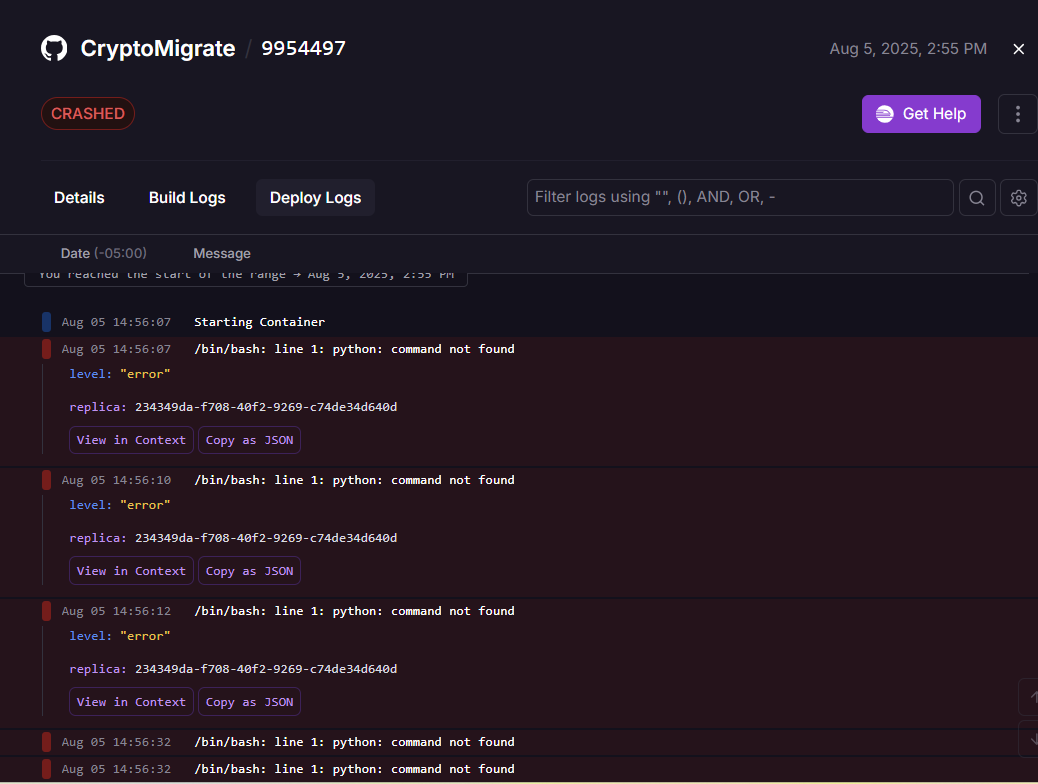 CryptoMigrate / 9954497 Aug 5, 2025, 2:55 PM
CRASHED Get Help
Details Build Logs Deploy Logs Filter logs using "", (), AND, OR, -
Date (-05:00) Message
You reached the start of the range → Aug 5, 2025, 2:55 PM
Aug 05 14:56:07 Starting Container
Aug 05 14:56:07 /bin/bash: line 1: python: command not found
level: "error"
replica: 234349da-f708-40f2-9269-c74de34d640d
View in Context Copy as JSON
Aug 05 14:56:10 /bin/bash: line 1: python: command not found
level: "error"
replica: 234349da-f708-40f2-9269-c74de34d640d
View in Context Copy as JSON
Aug 05 14:56:12 /bin/bash: line 1: python: command not found
level: "error"
replica: 234349da-f708-40f2-9269-c74de34d640d
View in Context Copy as JSON
Aug 05 14:56:32 /bin/bash: line 1: python: command not found
Aug 05 14:56:32 /bin/bash: line 1: python: command not found